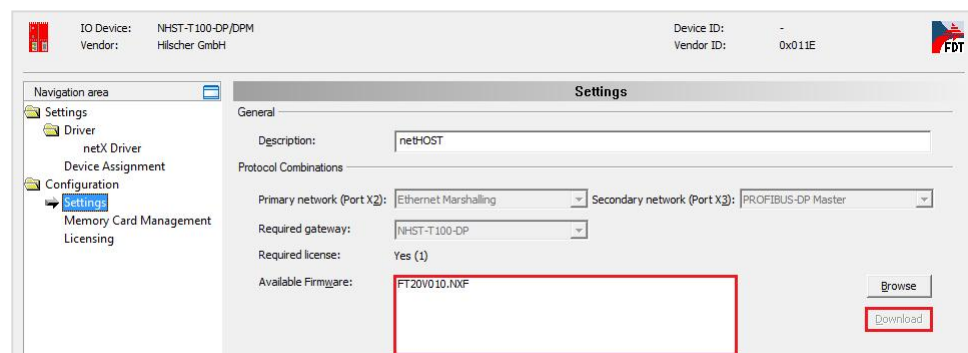 IO Device: NHST-T100-DP/DPM Device ID: -
Vendor: Hilscher GmbH Vendor ID: 0x011E
FDT
Navigation area
Settings
Settings
Driver
netX Driver
Device Assignment
Configuration
Settings
Memory Card Management
Licensing
General
Description: netHOST
Protocol Combinations
Primary network (Port X2): Ethernet Marshalling Secondary network (Port X3): PROFIBUS-DP Master
Required gateway: NHST-T100-DP
Required license: Yes (1)
Available Firmware: FT20V010.NXF Browse
Download